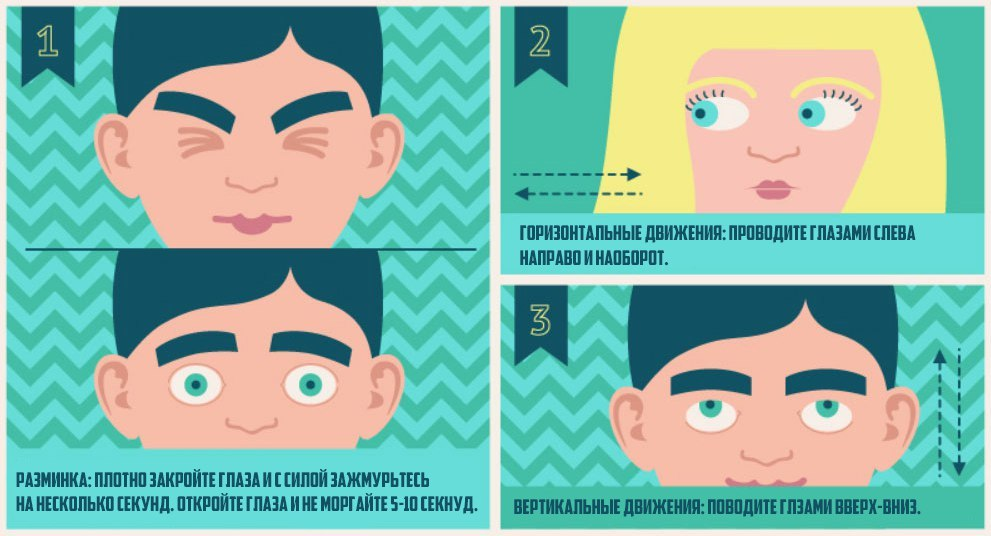 1
РАЗМИНКА: ПЛОТНО ЗАКРОЙТЕ ГЛАЗА И С СИЛОЙ ЗАЖМУРЬТЕСЬ
НА НЕСКОЛЬКО СЕКУНД. ОТКРОЙТЕ ГЛАЗА И НЕ МОРГАЙТЕ 5-10 СЕКНУД.
2
ГОРИЗОНТАЛЬНЫЕ ДВИЖЕНИЯ: ПРОВОДИТЕ ГЛАЗАМИ СЛЕВА
НАПРАВО И НАОБОРОТ.
3
ВЕРТИКАЛЬНЫЕ ДВИЖЕНИЯ: ПОВОДИТЕ ГЛЗАМИ ВВЕРХ-ВНИЗ.